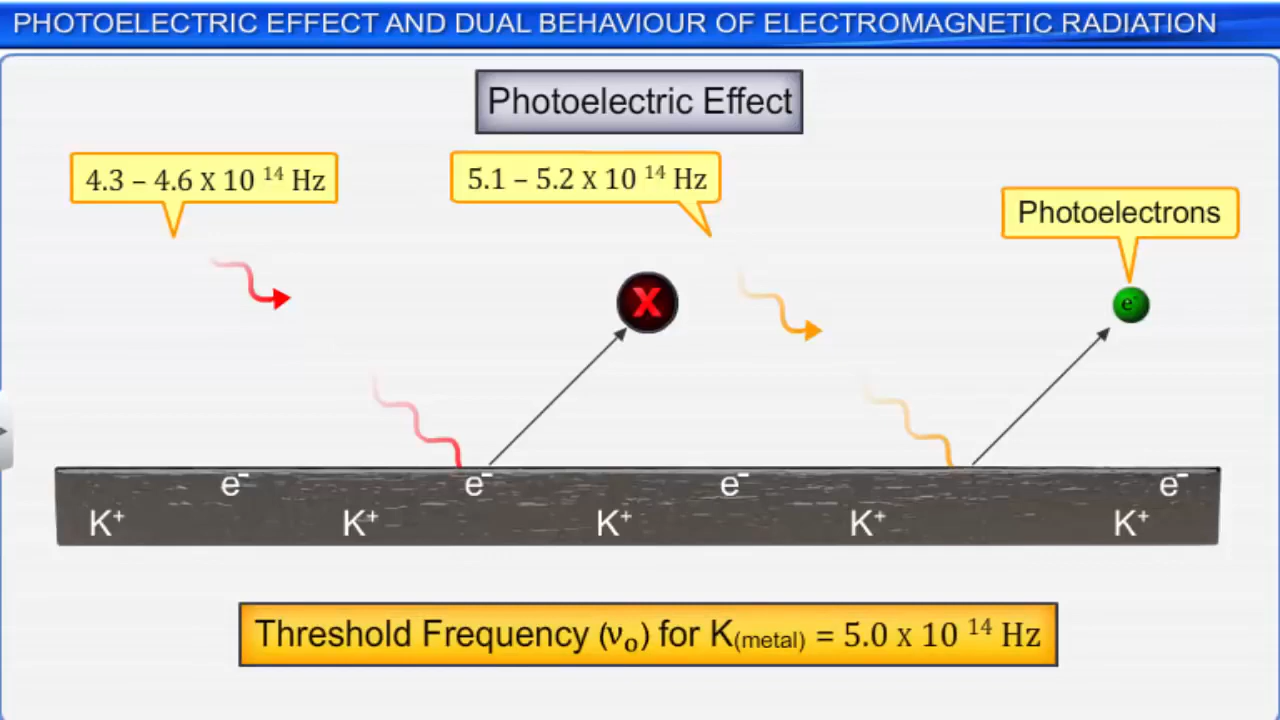 PHOTOELECTRIC EFFECT AND DUAL BEHAVIOUR OF ELECTROMAGNETIC RADIATION
Photoelectric Effect
4.3 – 4.6 X 10 ¹⁴ Hz
5.1 – 5.2 X 10 ¹⁴ Hz
Photoelectrons
X
e⁻
e⁻ e⁻ e⁻ e⁻
K⁺ K⁺ K⁺ K⁺ K⁺
Threshold Frequency (νₒ) for K(metal) = 5.0 x 10 ¹⁴ Hz